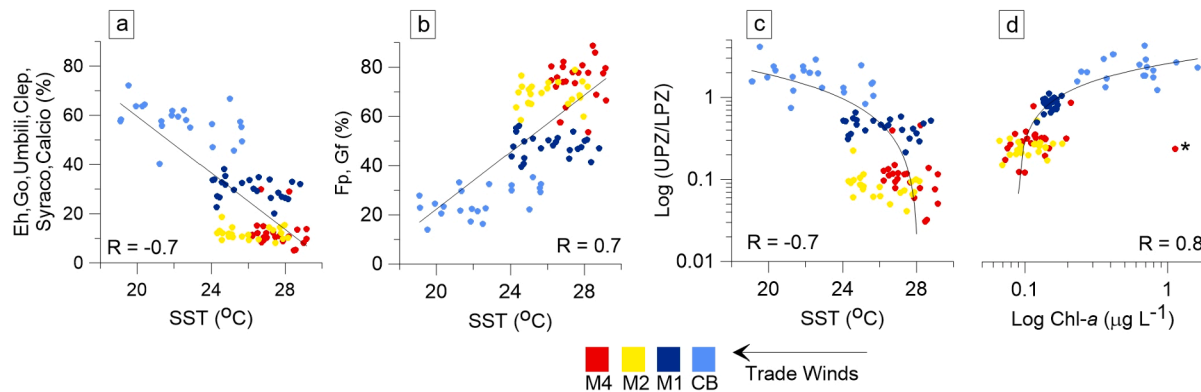 a
Eh,Go,Umbili,Clep,
Syraco,Calcio (%)
80
60
40
20
0
R = -0.7
20
24
28
SST (°C)
b
Fp, Gf (%)
80
60
40
20
0
R = 0.7
20
24
28
SST (°C)
c
Log (UPZ/LPZ)
1
0.1
0.01
R = -0.7
20
24
28
SST (°C)
d
*
R = 0.8
0.1
1
Log Chl-a (μg L⁻¹)
M4 M2 M1 CB
Trade Winds